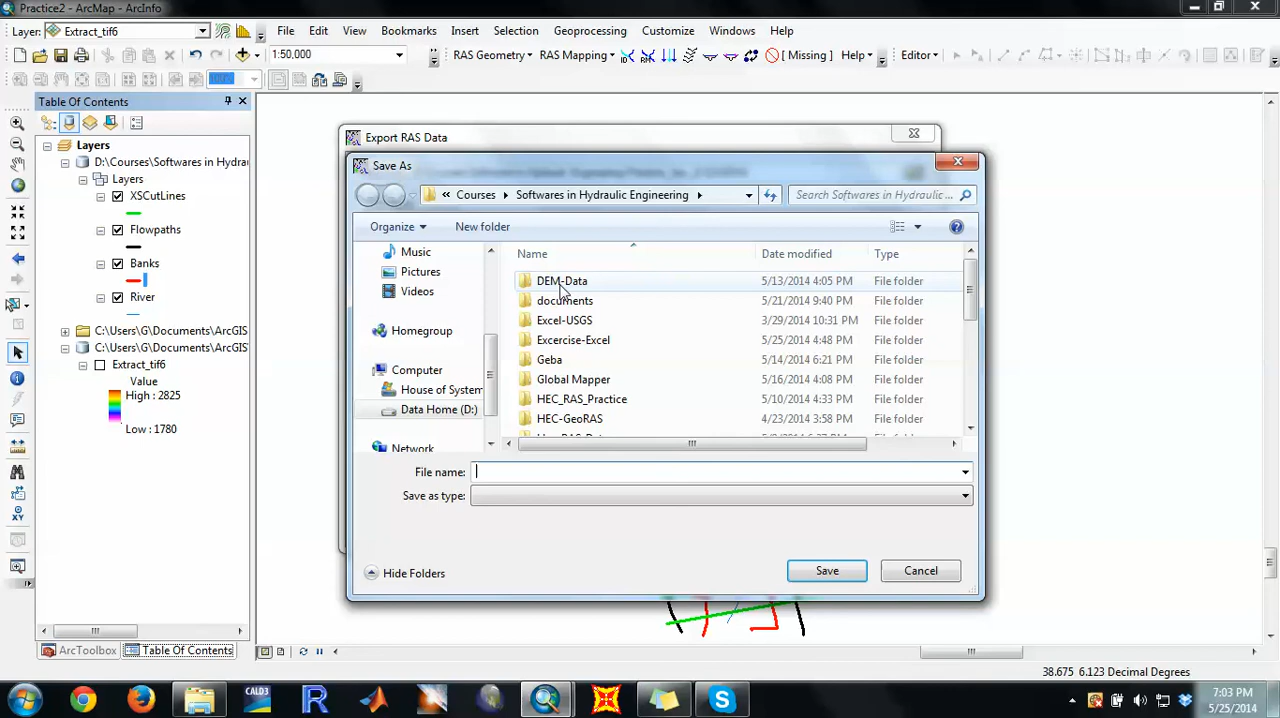 Practice2 - ArcMap - ArcInfo
Layer: Extract_tif6 File Edit View Bookmarks Insert Selection Geoprocessing Customize Windows Help
1:50,000 RAS Geometry RAS Mapping [ Missing ] Help Editor
100%
Table Of Contents
Layers
D:\Courses\Softwares in Hydrau
Layers
XSCutLines
Flowpaths
Banks
River
C:\Users\G\Documents\ArcGIS
C:\Users\G\Documents\ArcGIS
Extract_tif6
Value
High : 2825
Low : 1780
ArcToolbox Table Of Contents
Export RAS Data
Save As
« Courses Softwares in Hydraulic Engineering Search Softwares in Hydraulic ...
Organize New folder
Music
Pictures
Videos
Homegroup
Computer
House of System
Data Home (D:)
Network
Name Date modified Type
DEM-Data 5/13/2014 4:05 PM File folder
documents 5/21/2014 9:40 PM File folder
Excel-USGS 3/29/2014 10:31 PM File folder
Excercise-Excel 5/25/2014 4:48 PM File folder
Geba 5/14/2014 6:21 PM File folder
Global Mapper 5/16/2014 4:08 PM File folder
HEC_RAS_Practice 5/10/2014 4:33 PM File folder
HEC-GeoRAS 4/23/2014 3:58 PM File folder
File name:
Save as type:
Hide Folders Save Cancel
38.675 6.123 Decimal Degrees
CALD3
7:03 PM
5/25/2014